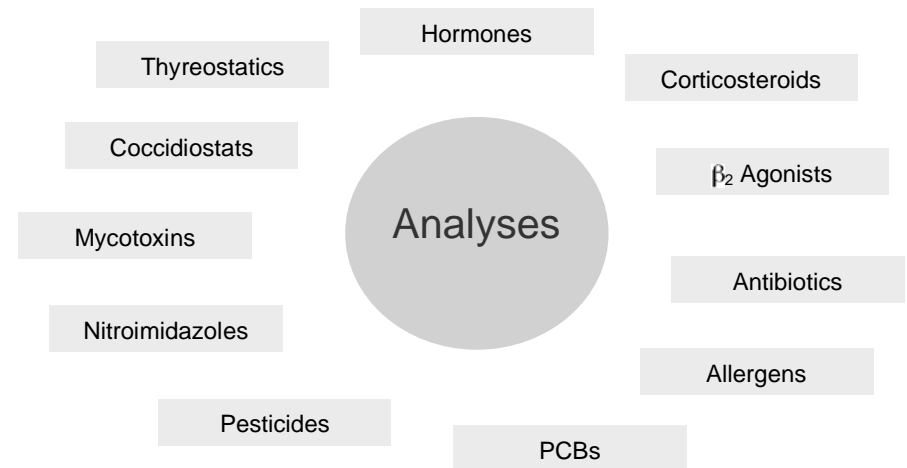 Hormones
Thyreostatics
Corticosteroids
Coccidiostats
β₂ Agonists
Analyses
Mycotoxins
Antibiotics
Nitroimidazoles
Allergens
Pesticides
PCBs